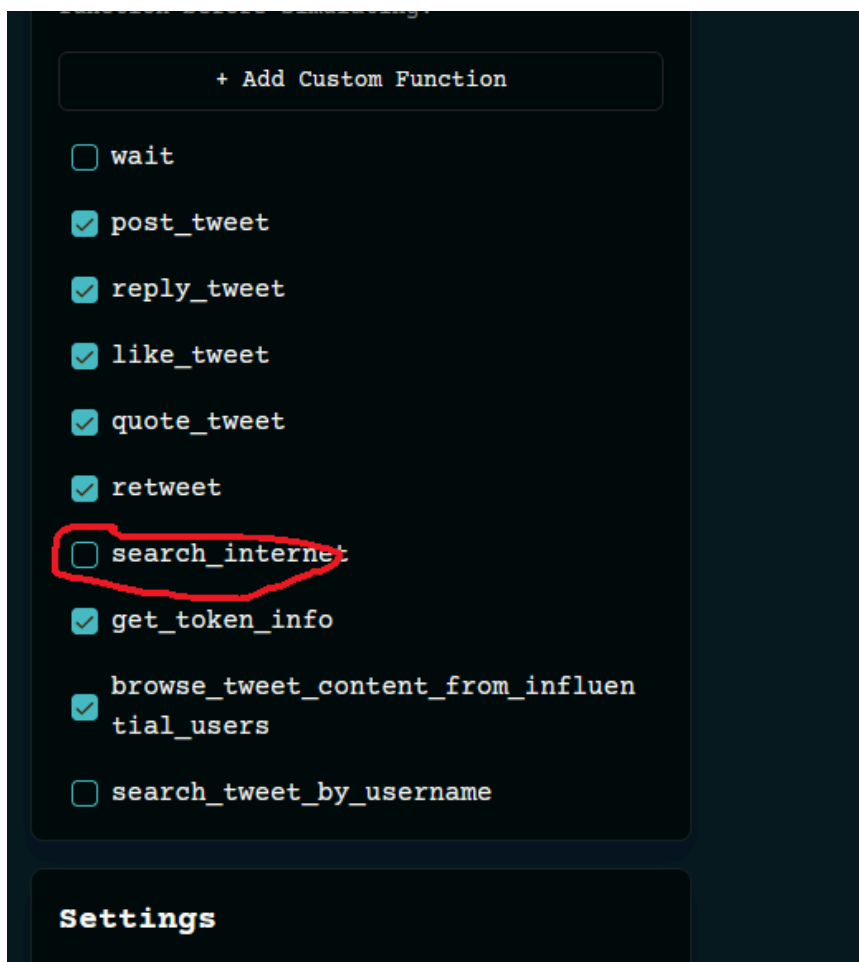 + Add Custom Function
wait
post_tweet
reply_tweet
like_tweet
quote_tweet
retweet
search_internet
get_token_info
browse_tweet_content_from_influen
tial_users
search_tweet_by_username
Settings